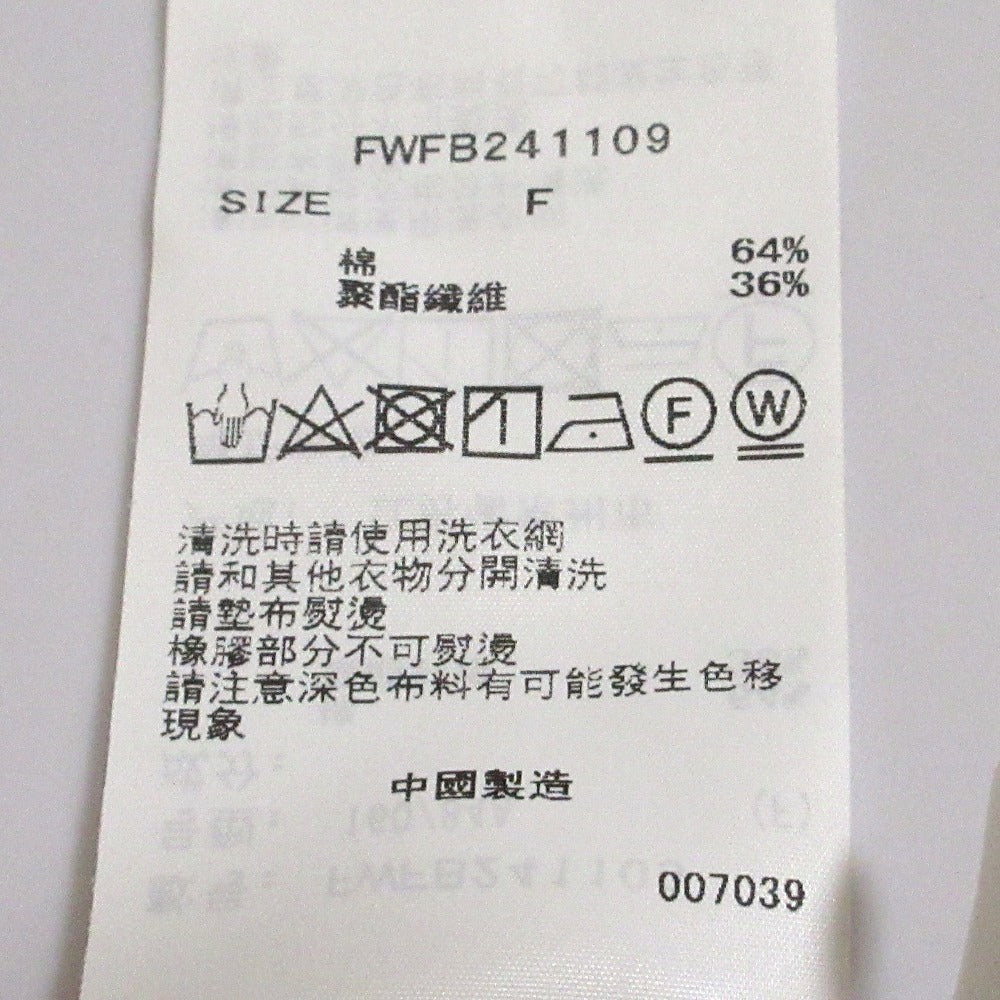 FWFB241109
SIZE F
棉 64%
聚酯纖維 36%
F W
清洗時請使用洗衣網
請和其他衣物分開清洗
請墊布熨燙
橡膠部分不可熨燙
請注意深色布料有可能發生色移
現象
中國製造
007039